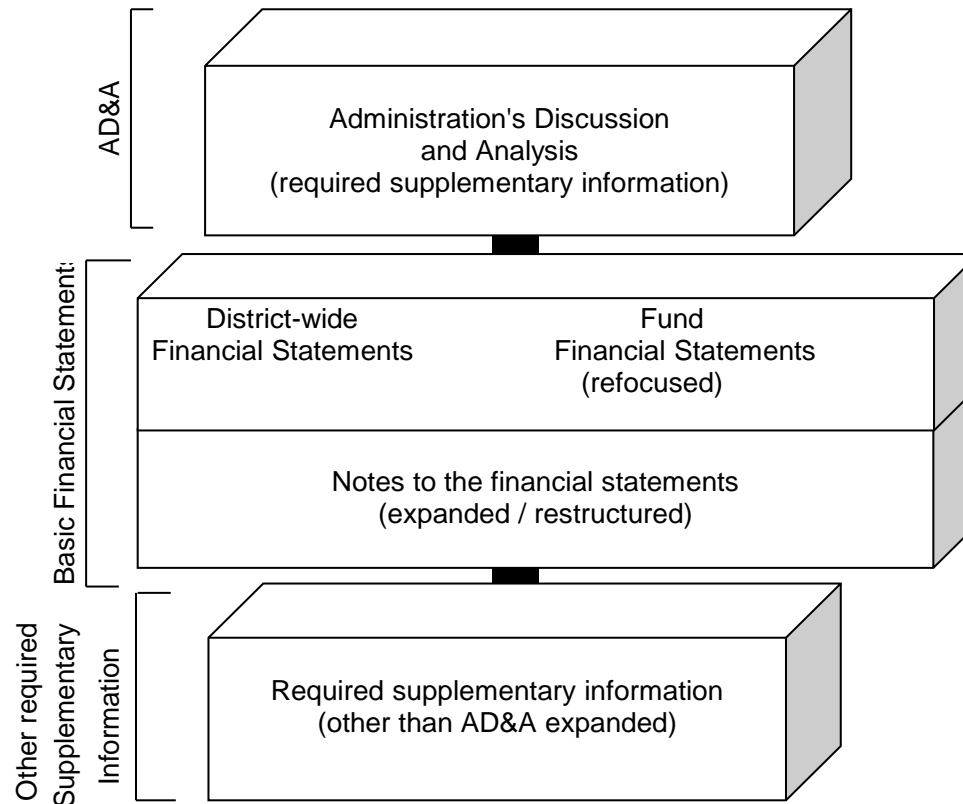 AD&A
Administration's Discussion
and Analysis
(required supplementary information)
Basic Financial Statements
District-wide
Financial Statements
Fund
Financial Statements
(refocused)
Notes to the financial statements
(expanded / restructured)
Other required
Supplementary
Information
Required supplementary information
(other than AD&A expanded)